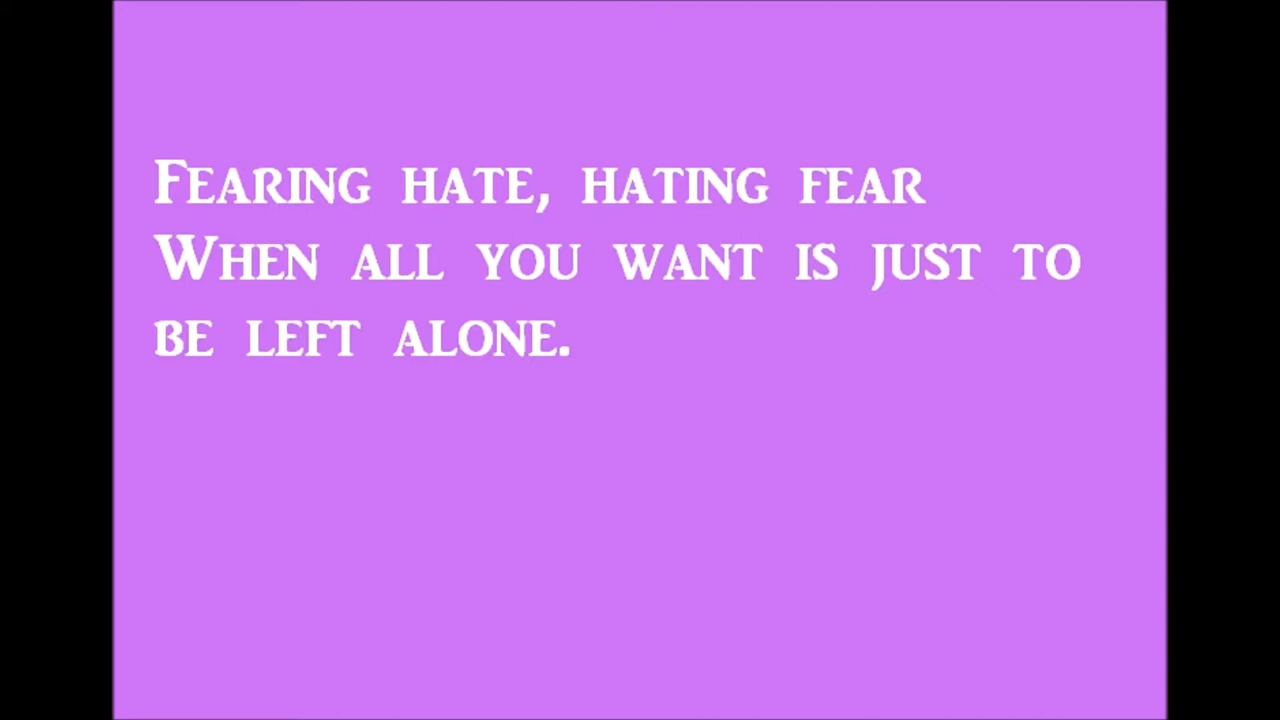 Fearing hate, hating fear
When all you want is just to
be left alone.